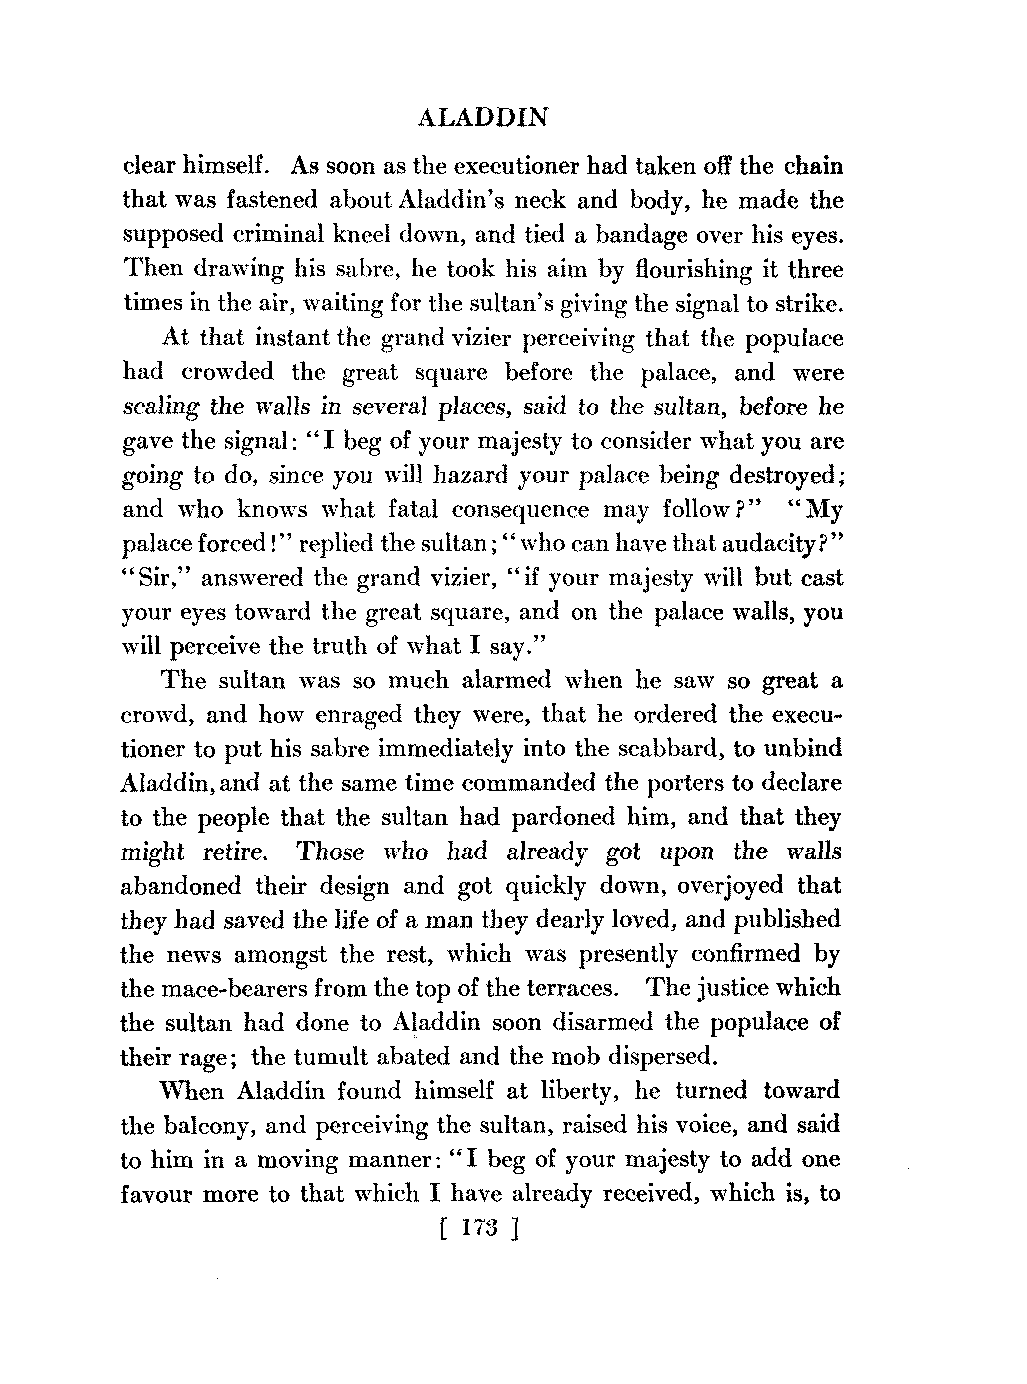 ALADDIN
clear himself. As soon as the executioner had taken off the chain
that was fastened about Aladdin's neck and body, he made the
supposed criminal kneel down, and tied a bandage over his eyes.
Then drawing his sabre, he took his aim by flourishing it three
times in the air, waiting for the sultan's giving the signal to strike.
At that instant the grand vizier perceiving that the populace
had crowded the great square before the palace, and were
scaling the walls in several places, said to the sultan, before he
gave the signal: “I beg of your majesty to consider what you are
going to do, since you will hazard your palace being destroyed;
and who knows what fatal consequence may follow?” “My
palace forced!” replied the sultan; “who can have that audacity?”
“Sir,” answered the grand vizier, “if your majesty will but cast
your eyes toward the great square, and on the palace walls, you
will perceive the truth of what I say.”
The sultan was so much alarmed when he saw so great a
crowd, and how enraged they were, that he ordered the execu-
tioner to put his sabre immediately into the scabbard, to unbind
Aladdin, and at the same time commanded the porters to declare
to the people that the sultan had pardoned him, and that they
might retire. Those who had already got upon the walls
abandoned their design and got quickly down, overjoyed that
they had saved the life of a man they dearly loved, and published
the news amongst the rest, which was presently confirmed by
the mace-bearers from the top of the terraces. The justice which
the sultan had done to Aladdin soon disarmed the populace of
their rage; the tumult abated and the mob dispersed.
When Aladdin found himself at liberty, he turned toward
the balcony, and perceiving the sultan, raised his voice, and said
to him in a moving manner: “I beg of your majesty to add one
favour more to that which I have already received, which is, to
[ 173 ]